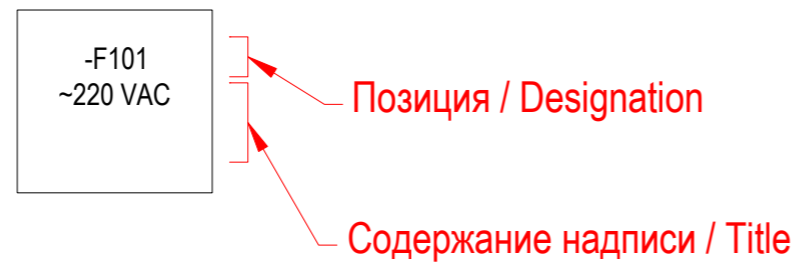 -F101
~220 VAC
Позиция / Designation
Содержание надписи / Title